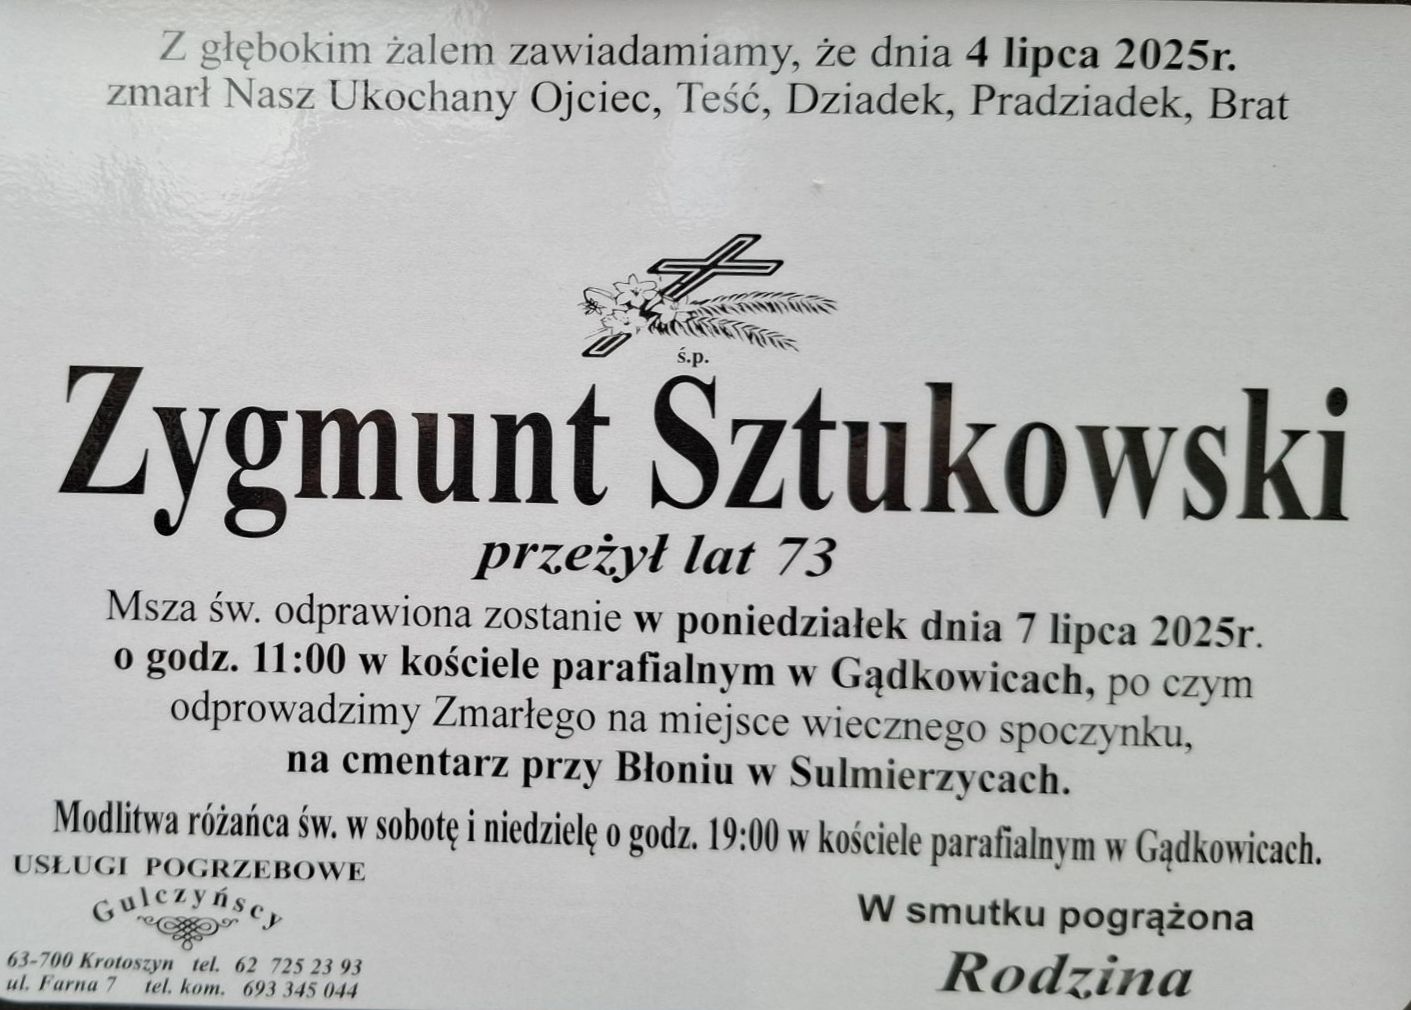 Z głębokim żalem zawiadamiamy, że dnia 4 lipca 2025r.
zmarł Nasz Ukochany Ojciec, Teść, Dziadek, Pradziadek, Brat
ś.p.
Zygmunt Sztukowski
przeżył lat 73
Msza św. odprawiona zostanie w poniedziałek dnia 7 lipca 2025r.
o godz. 11:00 w kościele parafialnym w Gądkowicach, po czym
odprowadzimy Zmarłego na miejsce wiecznego spoczynku,
na cmentarz przy Błoniu w Sulmierzycach.
Modlitwa różańca św. w sobotę i niedzielę o godz. 19:00 w kościele parafialnym w Gądkowicach.
USŁUGI POGRZEBOWE
Gulczyńscy
63-700 Krotoszyn tel. 62 725 23 93
ul. Farna 7 tel. kom. 693 345 044
W smutku pogrążona
Rodzina